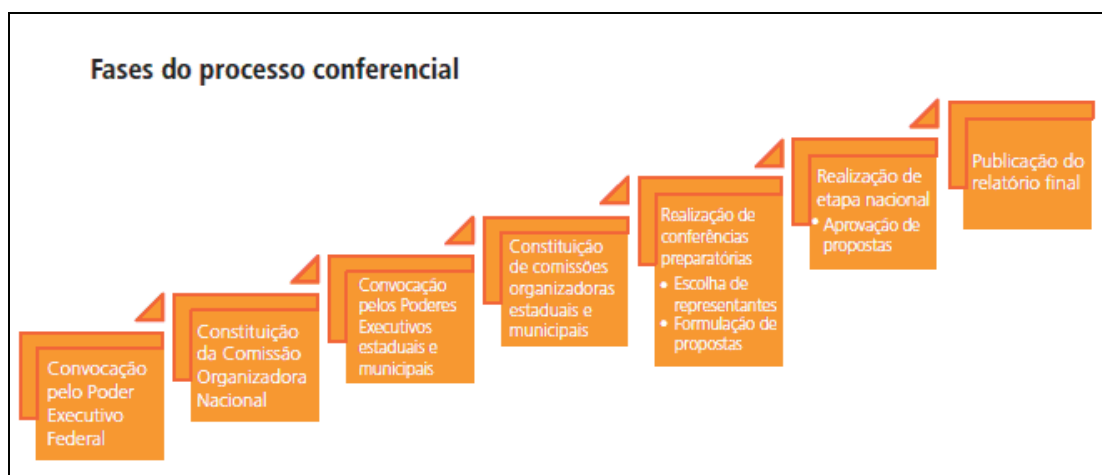 Fases do processo conferencial
Convocação
pelo Poder
Executivo
Federal
Constituição
da Comissão
Organizadora
Nacional
Convocação
pelos Poderes
Executivos
estaduais e
municipais
Constituição
de comissões
organizadoras
estaduais e
municipais
Realização de
conferências
preparatórias
• Escolha de
representantes
• Formulação de
propostas
Realização de
etapa nacional
• Aprovação de
propostas
Publicação do
relatório final